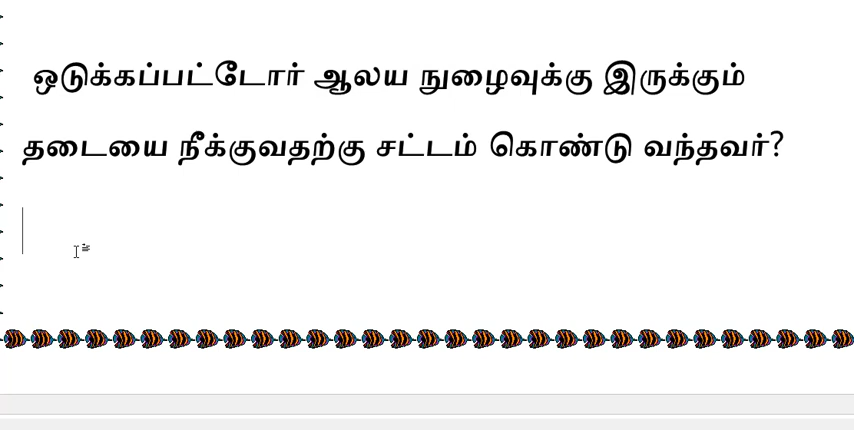 ஒடுக்கப்பட்டோர் ஆலய நுழைவுக்கு இருக்கும்
தடையை நீக்குவதற்கு சட்டம் கொண்டு வந்தவர்?